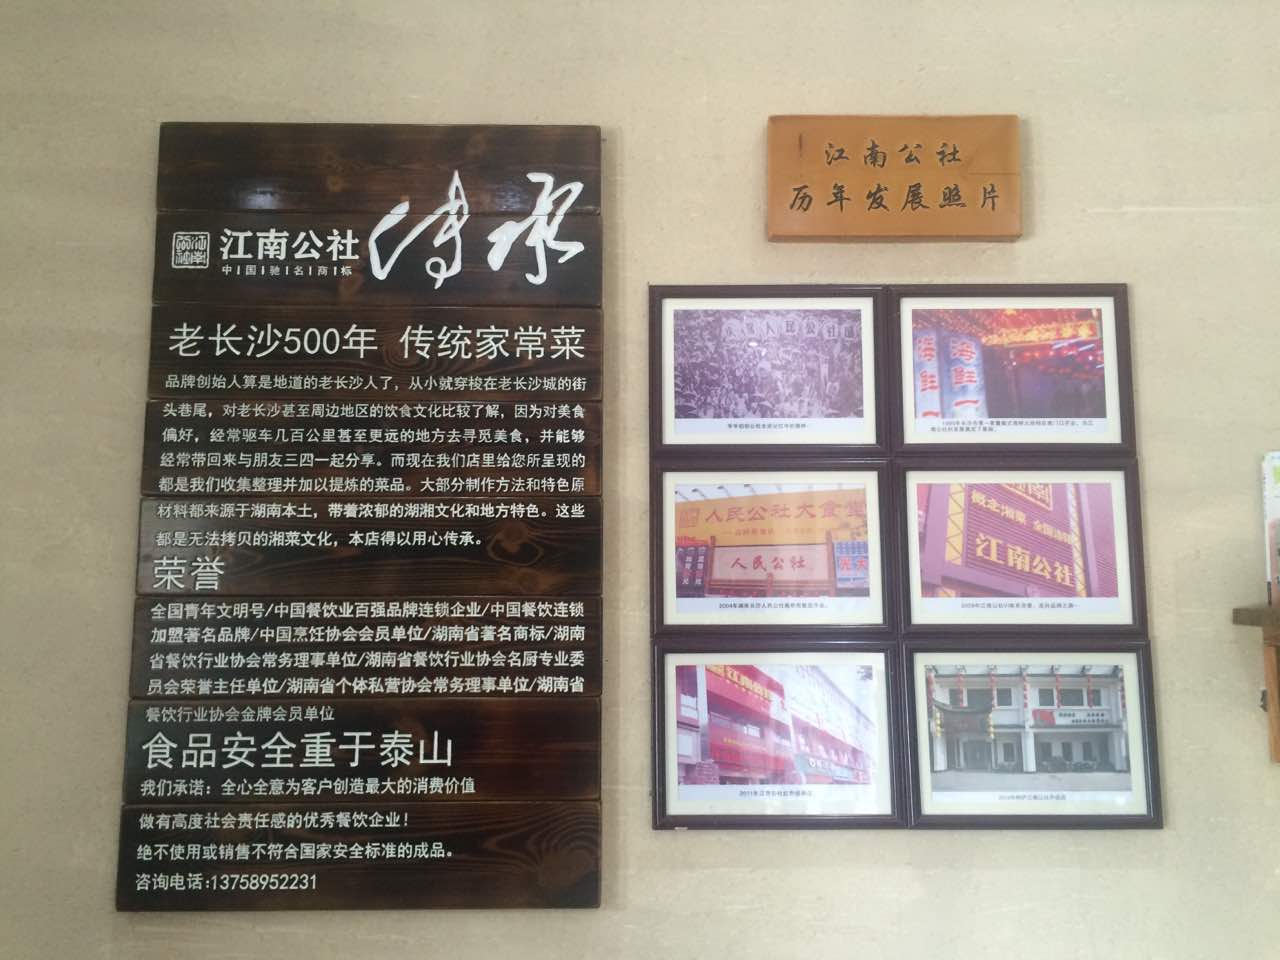 江南公社
中国驰名商标
传承
老长沙500年 传统家常菜
品牌创始人算是地道的老长沙人了，从小就穿梭在老长沙城的街
头巷尾，对老长沙甚至周边地区的饮食文化比较了解，因为对美食
偏好，经常驱车几百公里甚至更远的地方去寻觅美食，并能够
经常带回来与朋友三四一起分享。而现在我们店里给您所呈现的
都是我们收集整理并加以提炼的菜品。大部分制作方法和特色原
材料都来源于湖南本土，带着浓郁的湖湘文化和地方特色。这些
都是无法拷贝的湘菜文化，本店得以用心传承。
荣誉
全国青年文明号/中国餐饮业百强品牌连锁企业/中国餐饮连锁
加盟著名品牌/中国烹饪协会会员单位/湖南省著名商标/湖南
省餐饮行业协会常务理事单位/湖南省餐饮行业协会名厨专业委
员会荣誉主任单位/湖南省个体私营协会常务理事单位/湖南省
餐饮行业协会金牌会员单位
食品安全重于泰山
我们承诺：全心全意为客户创造最大的消费价值
做有高度社会责任感的优秀餐饮企业！
绝不使用或销售不符合国家安全标准的成品。
咨询电话:13758952231
江南公社
历年发展照片
人民公社
海鲜一
海鲜一
人民公社大食堂
人民公社
概念湘菜 全国连锁
江南公社